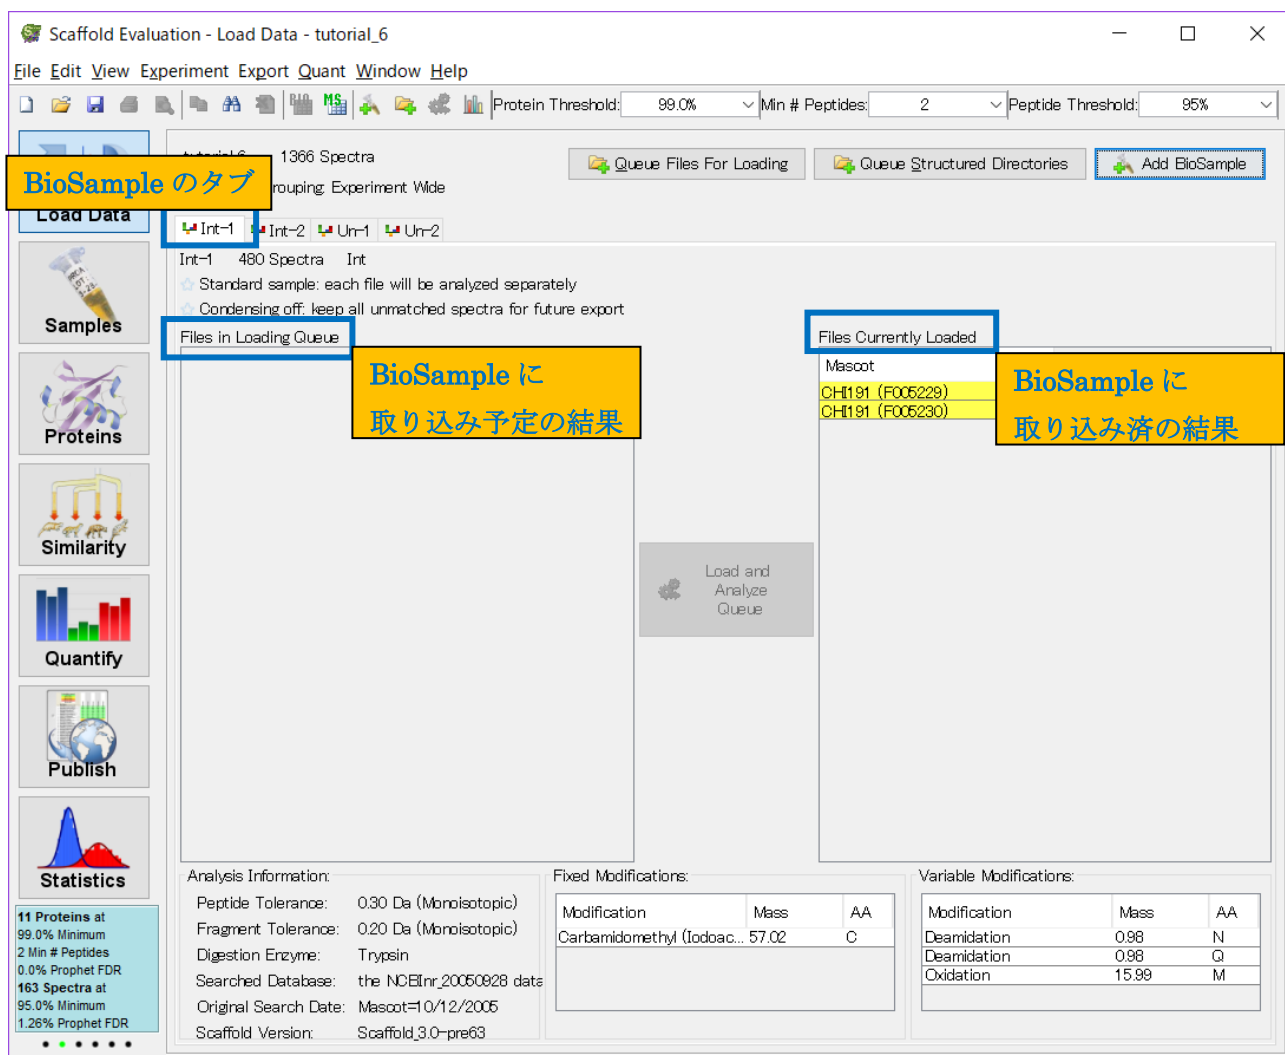 Scaffold Evaluation - Load Data - tutorial_6
File Edit View Experiment Export Quant Window Help
Protein Threshold: 99.0% Min # Peptides: 2 Peptide Threshold: 95%
1366 Spectra
Queue Files For Loading
Queue Structured Directories
Add BioSample
BioSample のタブ
Experiment Wide
Load Data
Int-1 Int-2 Un-1 Un-2
Int-1 480 Spectra Int
Standard sample: each file will be analyzed separately
Condensing off: keep all unmatched spectra for future export
Files in Loading Queue
Files Currently Loaded
BioSample に
取り込み予定の結果
Mascot
CHI191 (F005229)
CHI191 (F005230)
BioSample に
取り込み済の結果
Load and
Analyze
Queue
Samples
Proteins
Similarity
Quantify
Publish
Statistics
11 Proteins at
99.0% Minimum
2 Min # Peptides
0.0% Prophet FDR
163 Spectra at
95.0% Minimum
1.26% Prophet FDR
Analysis Information:
Peptide Tolerance: 0.30 Da (Monoisotopic)
Fragment Tolerance: 0.20 Da (Monoisotopic)
Digestion Enzyme: Trypsin
Searched Database: the NCBInr_20050928 data
Original Search Date: Mascot=10/12/2005
Scaffold Version: Scaffold_3.0-pre63
Fixed Modifications:
Modification Mass AA
Carbamidomethyl (Iodoac... 57.02 C
Variable Modifications:
Modification Mass AA
Deamidation 0.98 N
Deamidation 0.98 Q
Oxidation 15.99 M